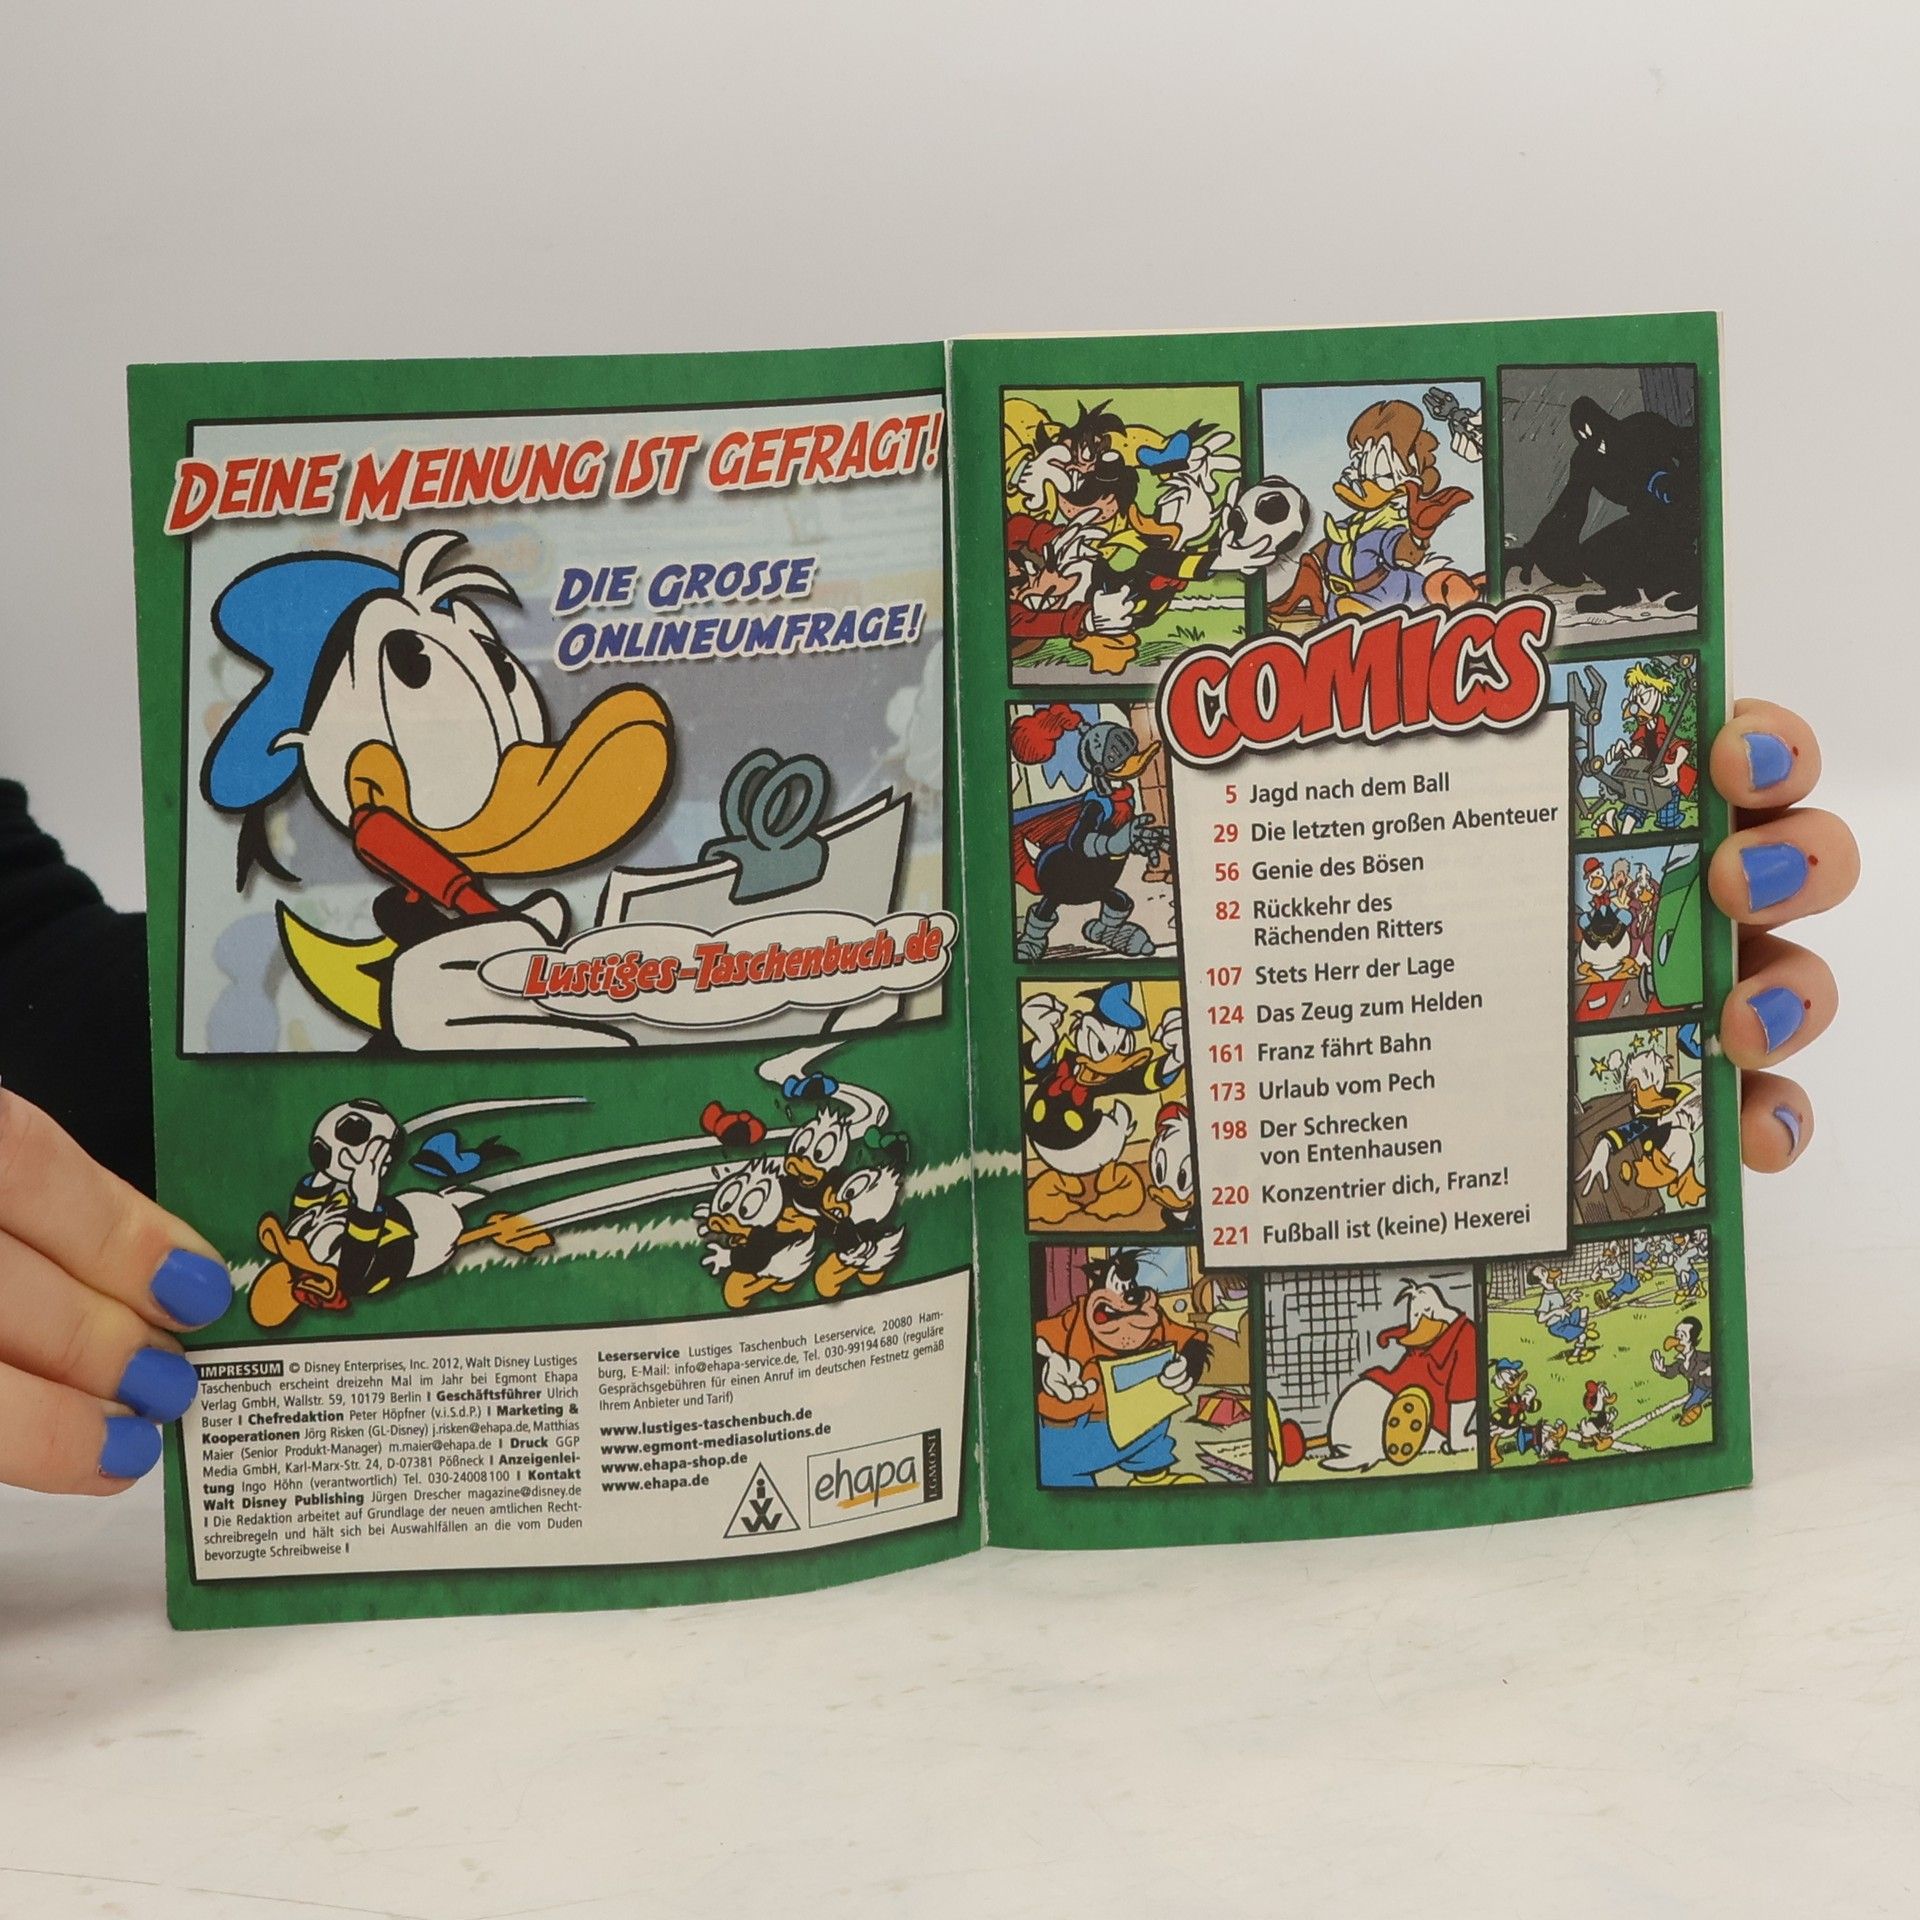 DEINE MEINUNG IST GEFRAGT!
DIE GROSSE
ONLINEUMFRAGE!
LUSTIGES-TASCHENBUCH.de
IMPRESSUM © Disney Enterprises, Inc. 2012, Walt Disney Lustiges
Taschenbuch erscheint dreizehn Mal im Jahr bei Egmont Ehapa
Verlag GmbH, Wallstr. 59, 10179 Berlin I Geschäftsführer Ulrich
Buser I Chefredaktion Peter Höpfner (v.i.S.d.P.) I Marketing &
Kooperationen Jörg Risken (GL-Disney) j.risken@ehapa.de, Matthias
Maier (Senior Produkt-Manager) m.maier@ehapa.de I Druck GGP
Media GmbH, Karl-Marx-Str. 24, D-07381 Pößneck I Anzeigenlei-
tung Ingo Höhn (verantwortlich) Tel. 030-24008100 I Kontakt
Walt Disney Publishing Jürgen Drescher magazine@disney.de
I Die Redaktion arbeitet auf Grundlage der neuen amtlichen Recht-
schreibregeln und hält sich bei Auswahlfällen an die vom Duden
bevorzugte Schreibweise I
Leserservice Lustiges Taschenbuch Leserservice, 20080 Ham-
burg, E-Mail: info@ehapa-service.de, Tel. 030-99194680 (reguläre
Gesprächsgebühren für einen Anruf im deutschen Festnetz gemäß
Ihrem Anbieter und Tarif)
www.lustiges-taschenbuch.de
www.egmont-mediasolutions.de
www.ehapa-shop.de
www.ehapa.de
iVW
ehapa
EGMONT
COMICS
5 Jagd nach dem Ball
29 Die letzten großen Abenteuer
56 Genie des Bösen
82 Rückkehr des
Rächenden Ritters
107 Stets Herr der Lage
124 Das Zeug zum Helden
161 Franz fährt Bahn
173 Urlaub vom Pech
198 Der Schrecken
von Entenhausen
220 Konzentrier dich, Franz!
221 Fußball ist (keine) Hexerei